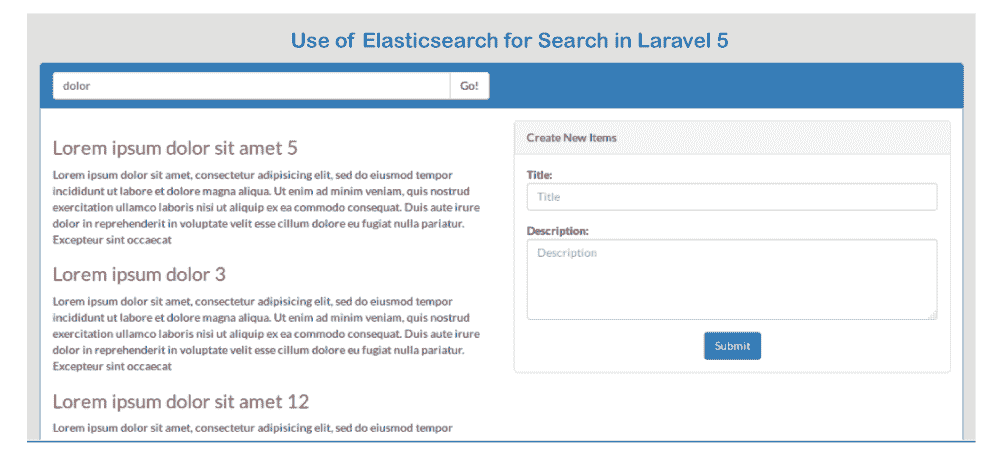 Use of Elasticsearch for Search in Laravel 5
dolor
Go!
Lorem ipsum dolor sit amet 5
Lorem ipsum dolor sit amet, consectetur adipisicing elit, sed do eiusmod tempor
incididunt ut labore et dolore magna aliqua. Ut enim ad minim veniam, quis nostrud
exercitation ullamco laboris nisi ut aliquip ex ea commodo consequat. Duis aute irure
dolor in reprehenderit in voluptate velit esse cillum dolore eu fugiat nulla pariatur.
Excepteur sint occaecat
Lorem ipsum dolor 3
Lorem ipsum dolor sit amet, consectetur adipisicing elit, sed do eiusmod tempor
incididunt ut labore et dolore magna aliqua. Ut enim ad minim veniam, quis nostrud
exercitation ullamco laboris nisi ut aliquip ex ea commodo consequat. Duis aute irure
dolor in reprehenderit in voluptate velit esse cillum dolore eu fugiat nulla pariatur.
Excepteur sint occaecat
Lorem ipsum dolor sit amet 12
Lorem ipsum dolor sit amet, consectetur adipisicing elit, sed do eiusmod tempor
Create New Items
Title:
Title
Description:
Description
Submit